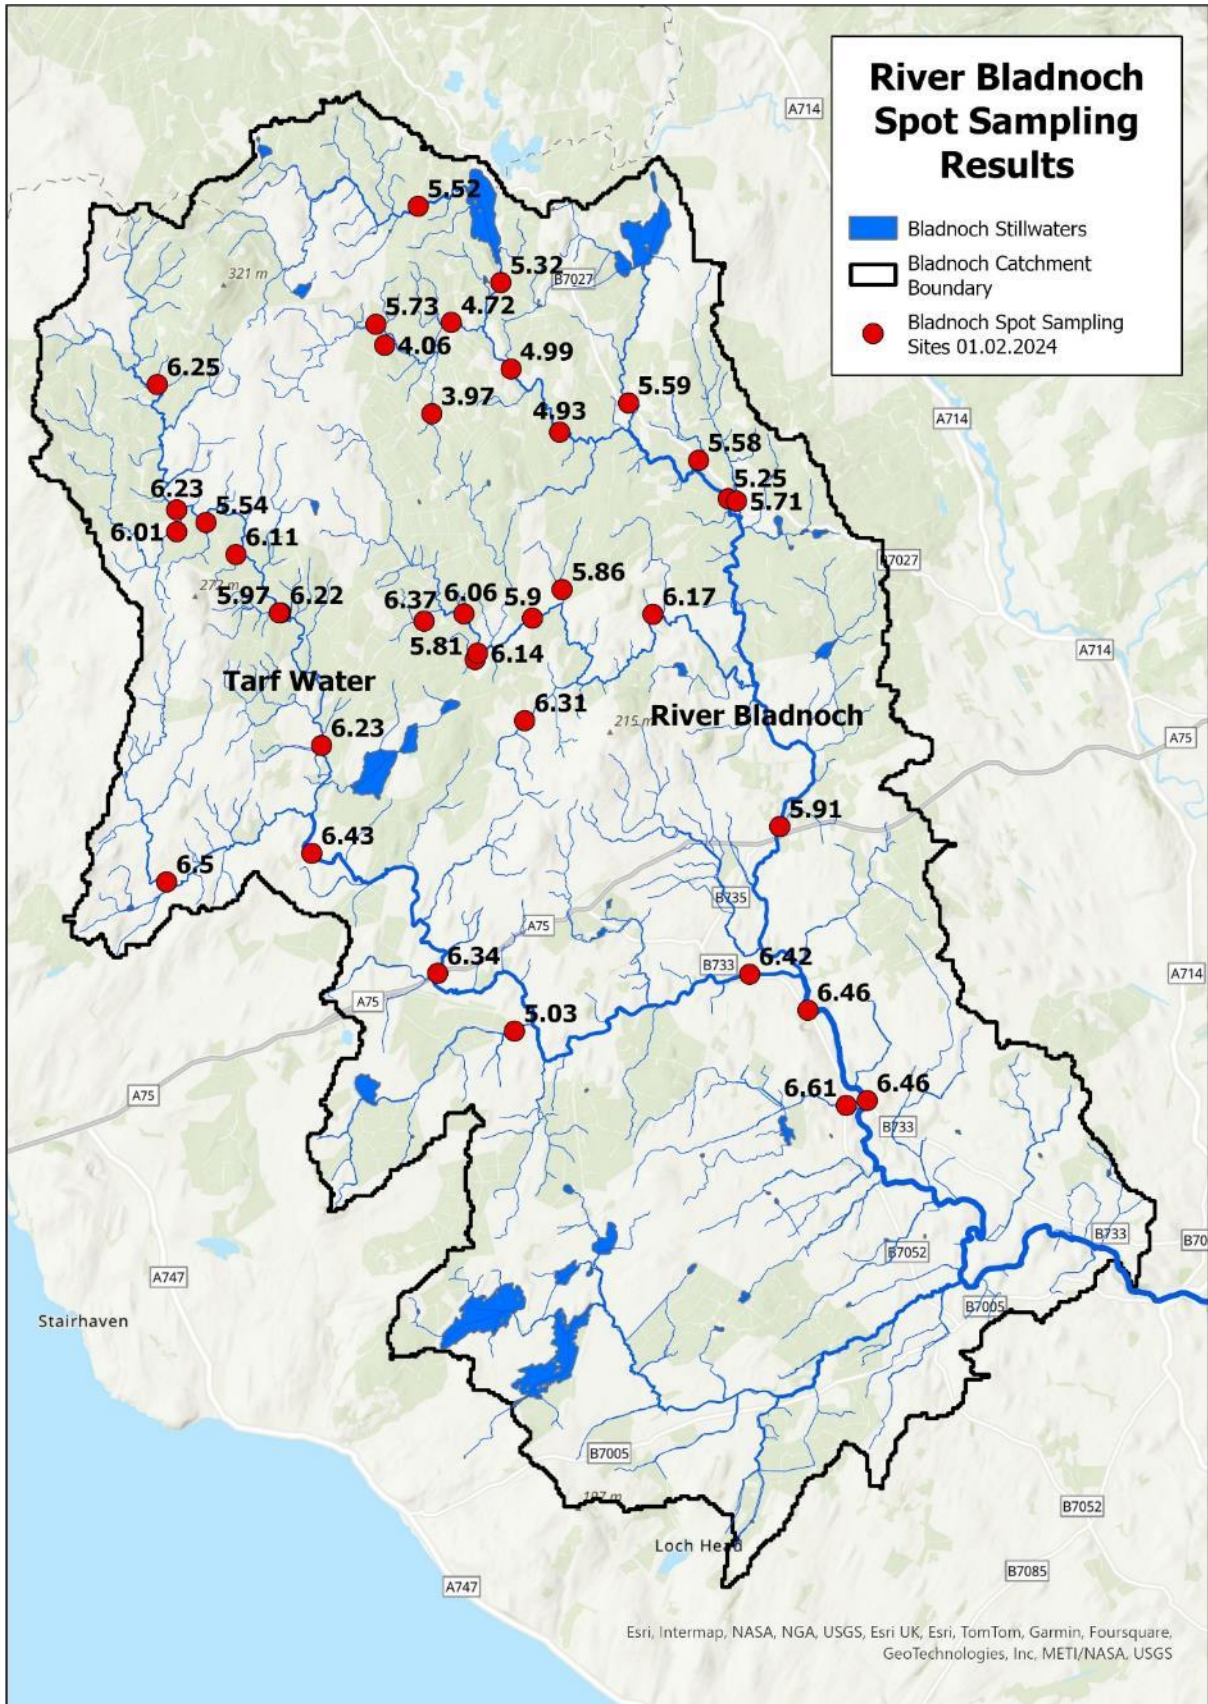 River Bladnoch
Spot Sampling
Results
Bladnoch Stillwaters
Bladnoch Catchment
Boundary
Bladnoch Spot Sampling
Sites 01.02.2024
A714
5.52
321 m
5.32
B7027
5.73
4.72
4.06
4.99
6.25
5.59
3.97
4.93
A714
5.58
5.25
5.71
6.23
5.54
6.01
6.11
B7027
272 m
5.97
6.22
5.86
6.37
6.06
5.9
6.17
5.81
6.14
A714
Tarf Water
6.31
215 m
River Bladnoch
6.23
A75
5.91
6.43
6.5
B735
A75
6.34
B733
6.42
A714
A75
6.46
5.03
A75
6.61
6.46
B733
B733
B70
B7052
A747
B7005
Stairhaven
B7005
197 m
B7052
Loch Head
B7085
A747
Esri, Intermap, NASA, NGA, USGS, Esri UK, Esri, TomTom, Garmin, Foursquare,
GeoTechnologies, Inc, METI/NASA, USGS